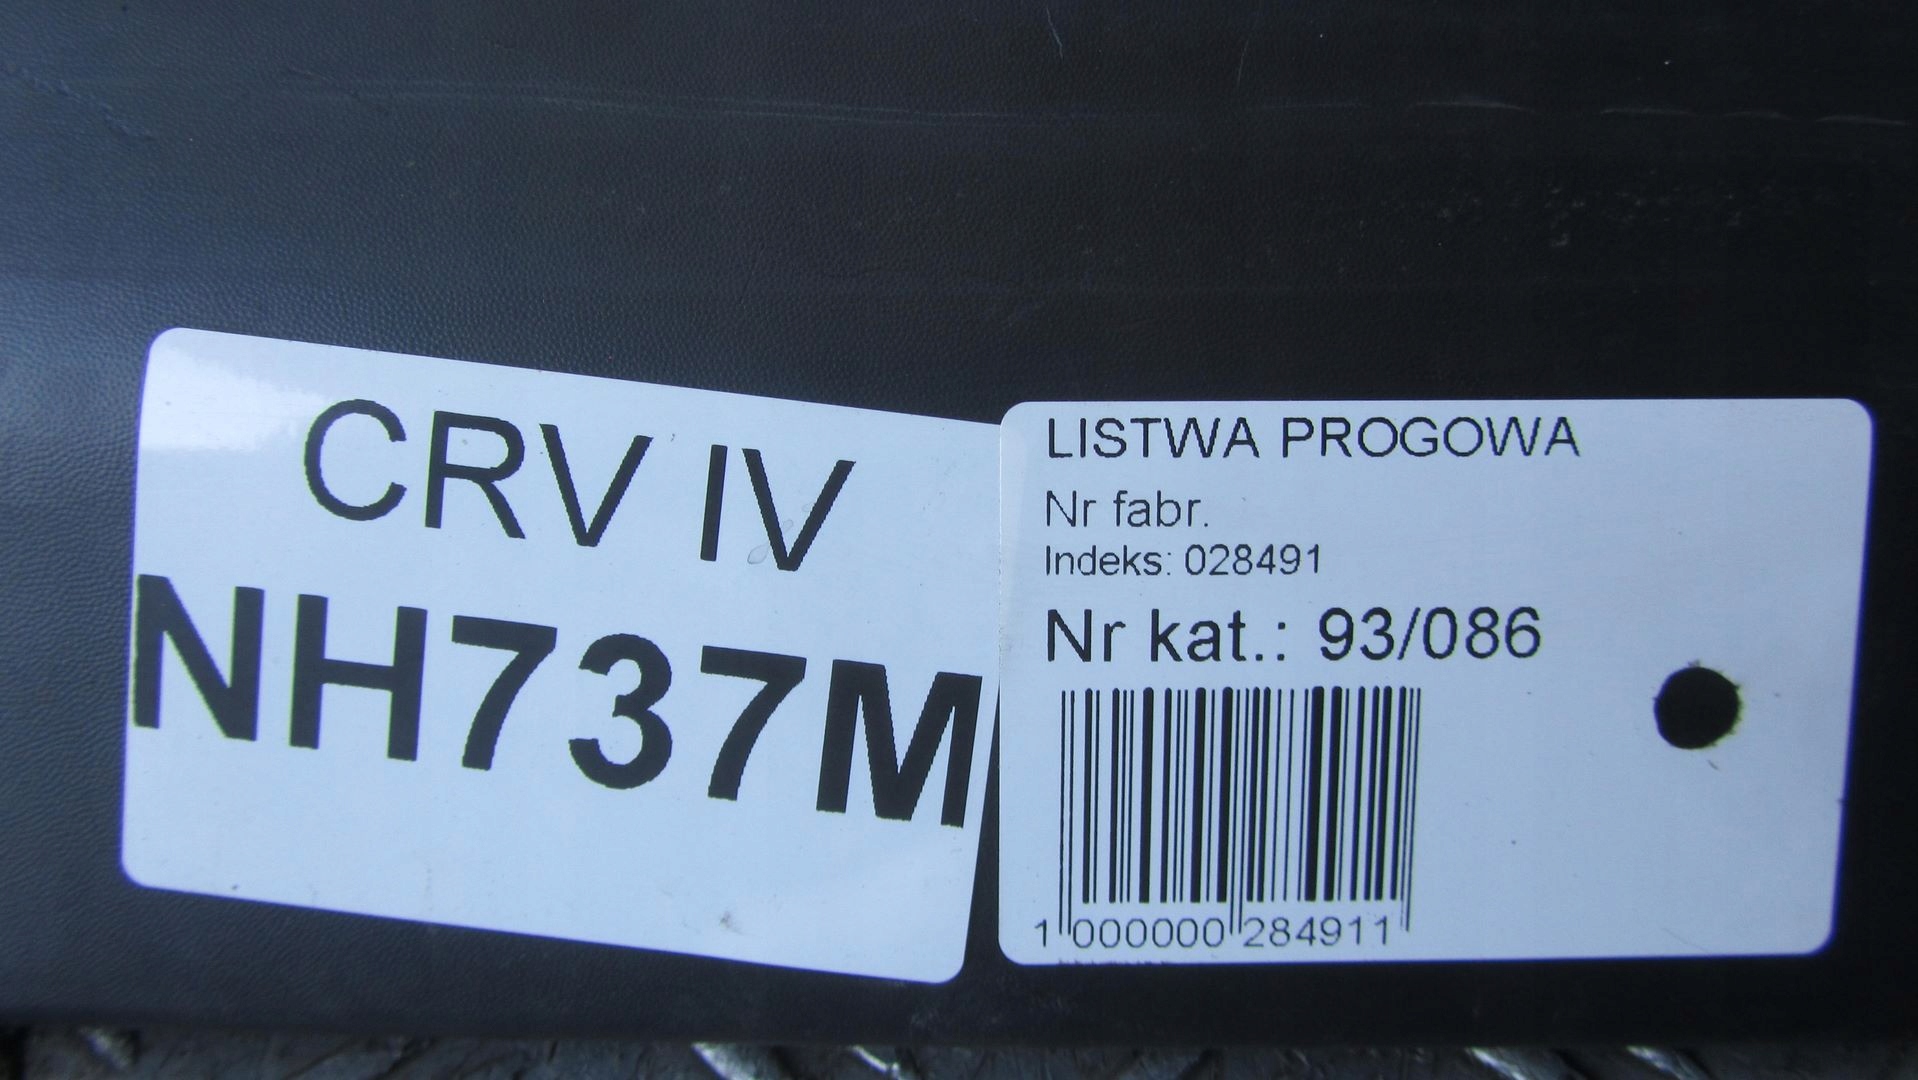 CRV IV
NH737M
LISTWA PROGOWA
Nr fabr.
Indeks: 028491
Nr kat.: 93/086
1 000000 284911